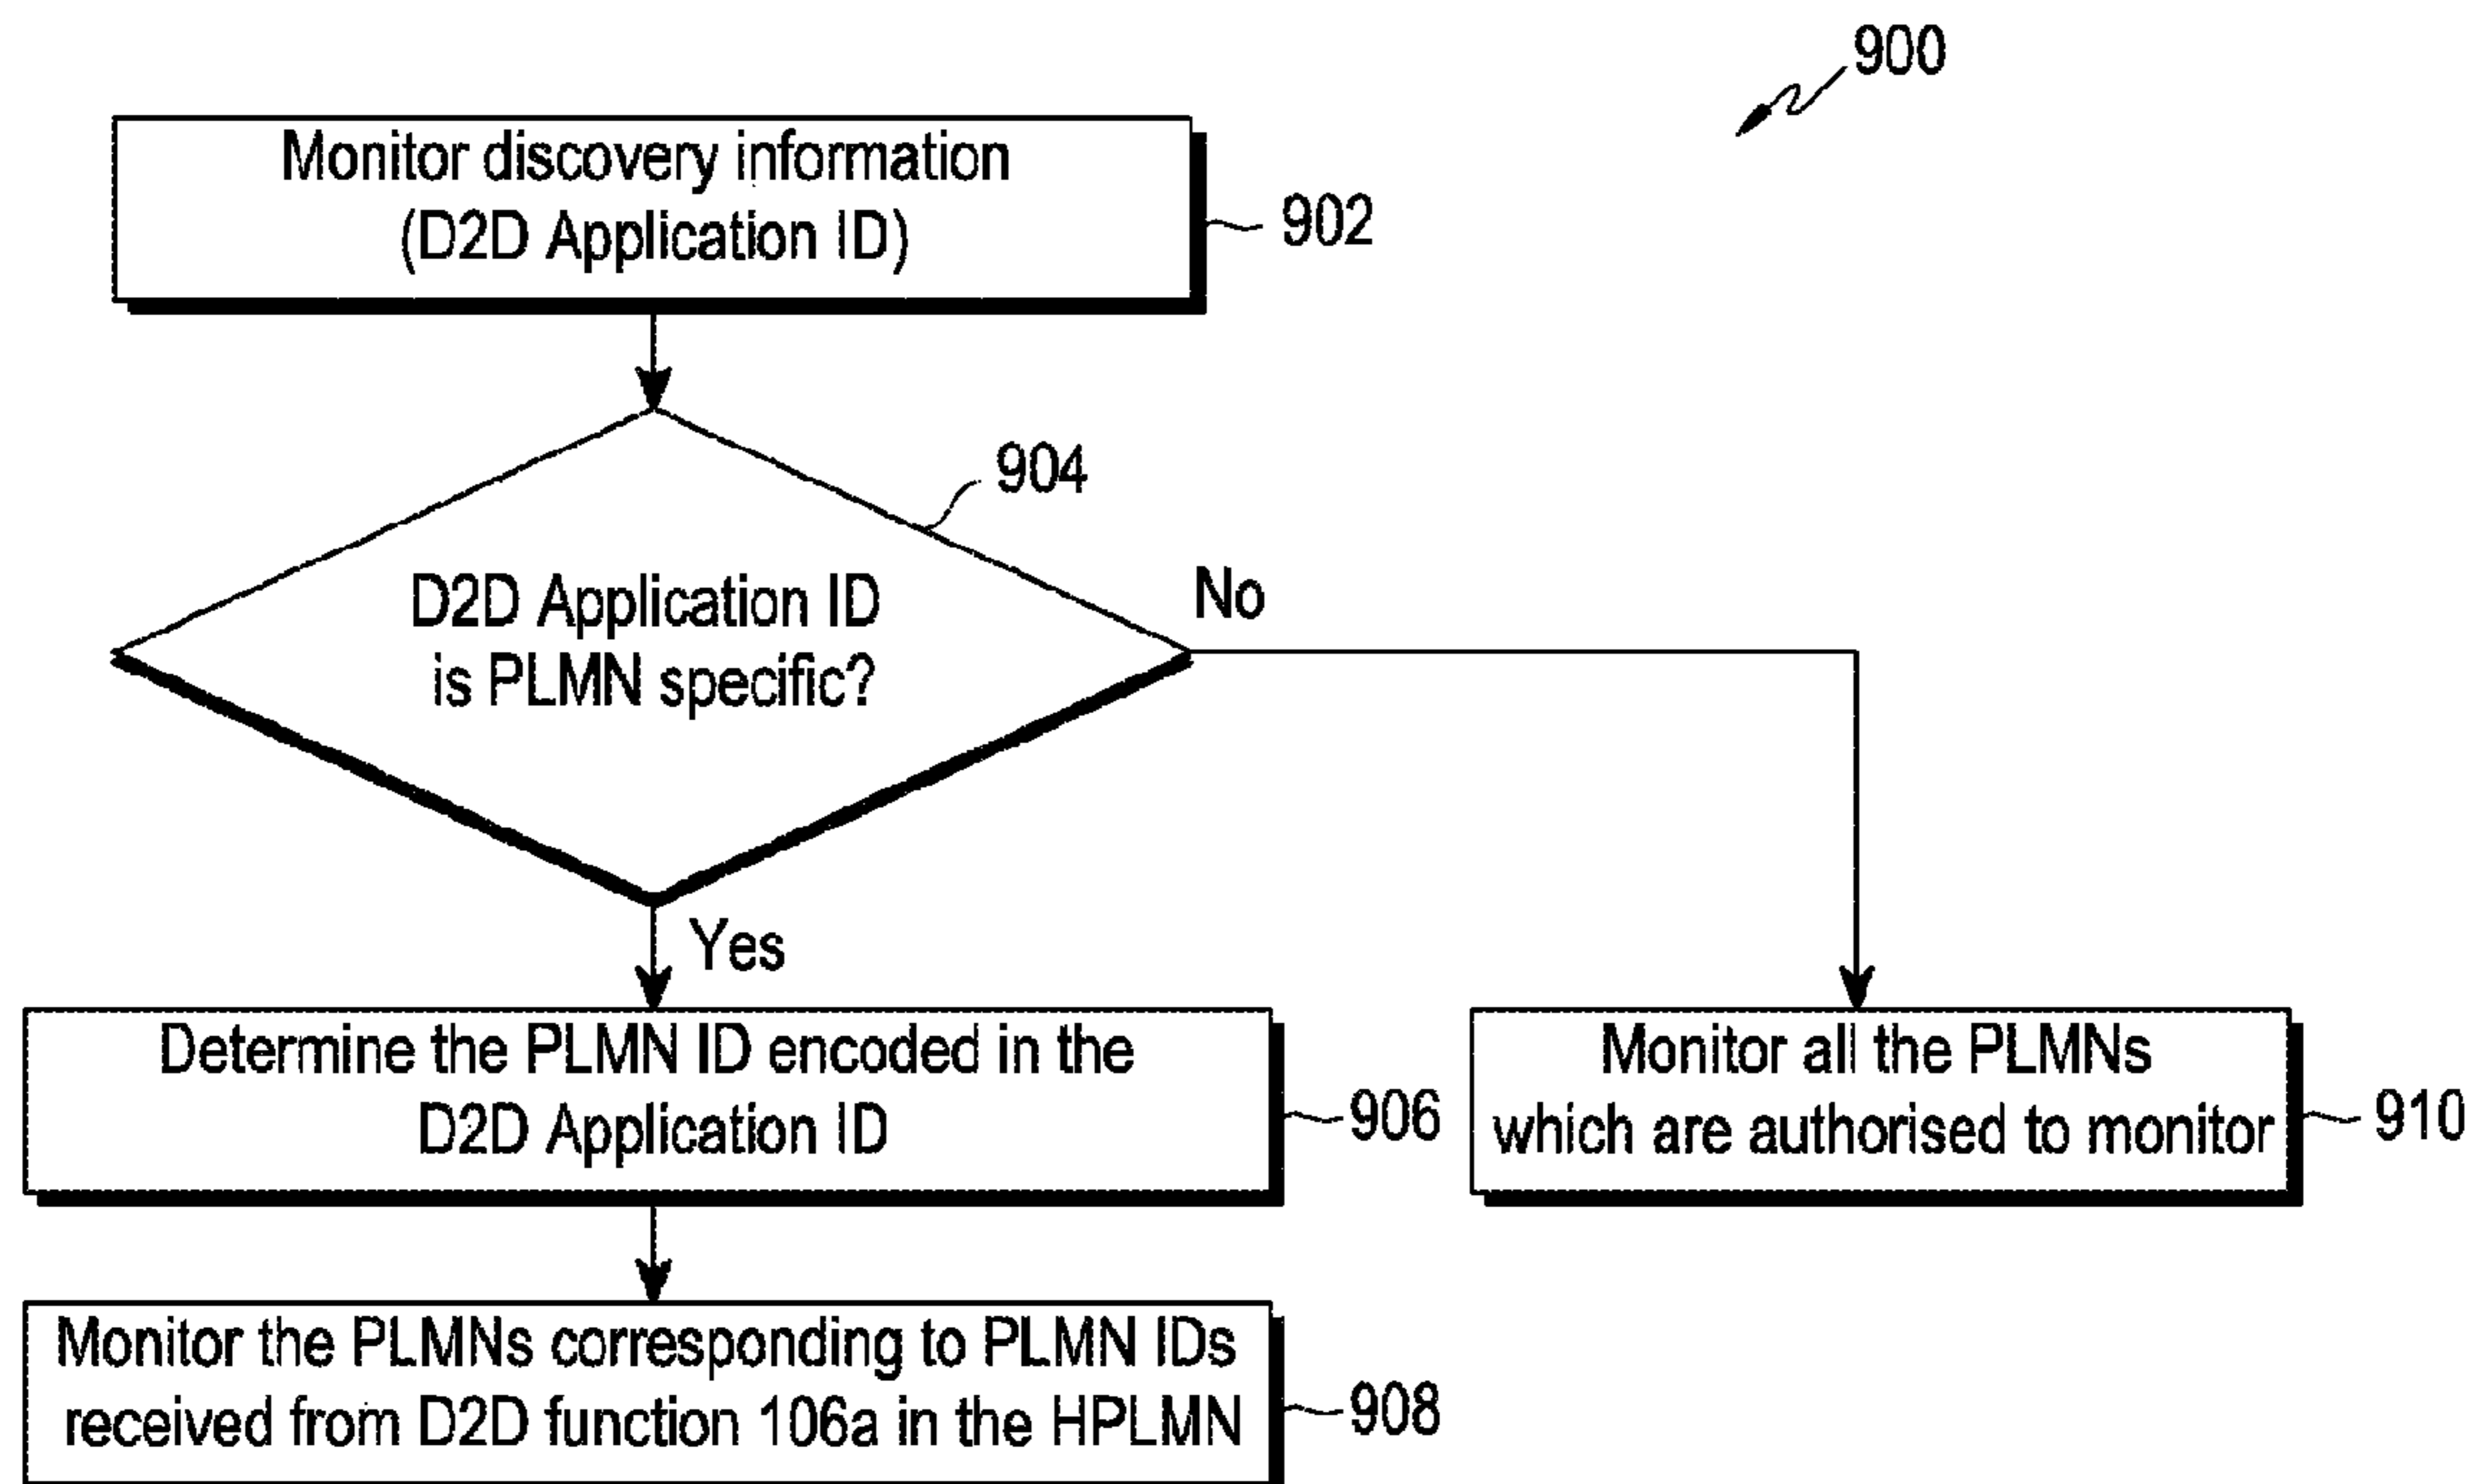 900
Monitor discovery information
(D2D Application ID)
902
904
D2D Application ID
is PLMN specific?
No
Yes
Determine the PLMN ID encoded in the
D2D Application ID
906
Monitor all the PLMNs
which are authorised to monitor
910
Monitor the PLMNs corresponding to PLMN IDs
received from D2D function 106a in the HPLMN
908